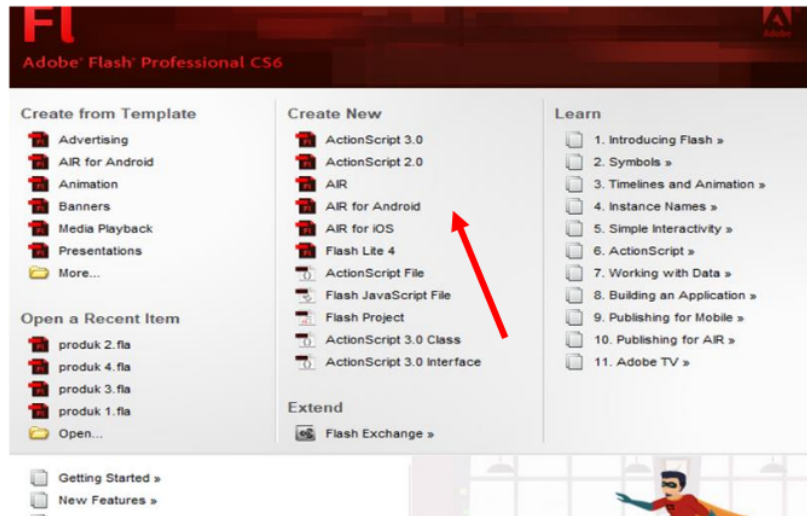 Fl
Adobe
Adobe® Flash® Professional CS6
Create from Template
Advertising
AIR for Android
Animation
Banners
Media Playback
Presentations
More...
Open a Recent Item
produk 2.fla
produk 4.fla
produk 3.fla
produk 1.fla
Open...
Create New
ActionScript 3.0
ActionScript 2.0
AIR
AIR for Android
AIR for iOS
Flash Lite 4
ActionScript File
Flash JavaScript File
Flash Project
ActionScript 3.0 Class
ActionScript 3.0 Interface
Extend
Flash Exchange »
Learn
1. Introducing Flash »
2. Symbols »
3. Timelines and Animation »
4. Instance Names »
5. Simple Interactivity »
6. ActionScript »
7. Working with Data »
8. Building an Application »
9. Publishing for Mobile »
10. Publishing for AIR »
11. Adobe TV »
Getting Started »
New Features »